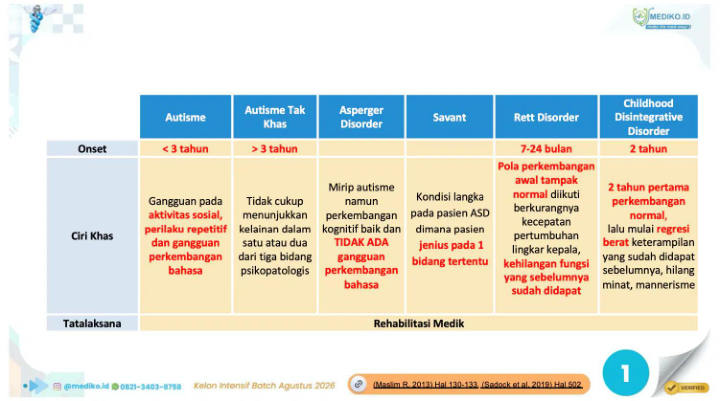 MEDIKO.ID
Autisme
Autisme Tak
Khas
Asperger
Disorder
Savant
Rett Disorder
Childhood
Disintegrative
Disorder
Onset
< 3 tahun
> 3 tahun
7-24 bulan
2 tahun
Ciri Khas
Gangguan pada
aktivitas sosial,
perilaku repetitif
dan gangguan
perkembangan
bahasa
Tidak cukup
menunjukkan
kelainan dalam
satu atau dua
dari tiga bidang
psikopatologis
Mirip autisme
namun
perkembangan
kognitif baik dan
TIDAK ADA
gangguan
perkembangan
bahasa
Kondisi langka
pada pasien ASD
dimana pasien
jenius pada 1
bidang tertentu
Pola perkembangan
awal tampak
normal diikuti
berkurangnya
kecepatan
pertumbuhan
lingkar kepala,
kehilangan fungsi
yang sebelumnya
sudah didapat
2 tahun pertama
perkembangan
normal,
lalu mulai regresi
berat keterampilan
yang sudah didapat
sebelumnya, hilang
minat, mannerisme
Tatalaksana
Rehabilitasi Medik
@mediko.id 0821-3403-8758 Kelon Intensif Batch Agustus 2026
(Maslim R, 2013) Hal 130-133, (Sadock et al, 2019) Hal 502
1
VERIFIED